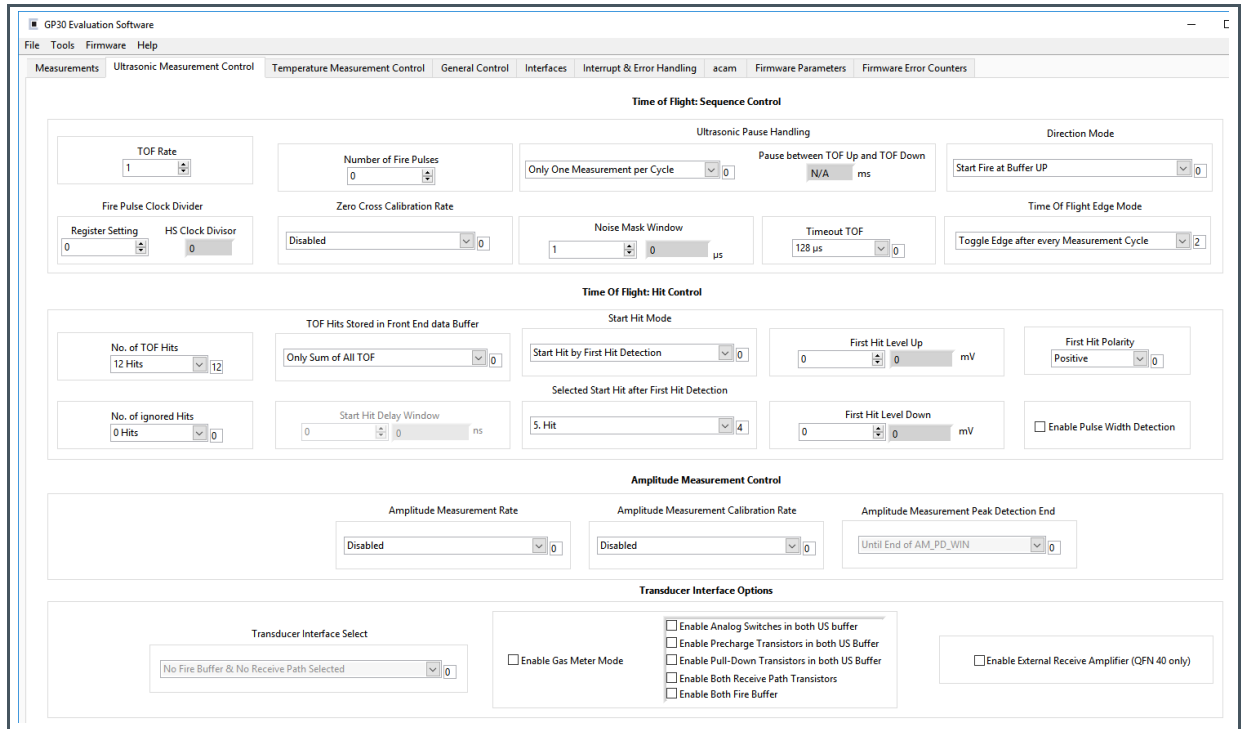 GP30 Evaluation Software
File Tools Firmware Help
Measurements Ultrasonic Measurement Control Temperature Measurement Control General Control Interfaces Interrupt & Error Handling acam Firmware Parameters Firmware Error Counters
Time of Flight: Sequence Control
Ultrasonic Pause Handling Direction Mode
TOF Rate
1
Number of Fire Pulses
0
Only One Measurement per Cycle 0
Pause between TOF Up and TOF Down
N/A ms
Start Fire at Buffer UP 0
Fire Pulse Clock Divider Zero Cross Calibration Rate Time Of Flight Edge Mode
Register Setting HS Clock Divisor
0 0
Disabled 0
Noise Mask Window
1 0 µs
Timeout TOF
128 µs 0
Toggle Edge after every Measurement Cycle 2
Time Of Flight: Hit Control
TOF Hits Stored in Front End data Buffer Start Hit Mode
No. of TOF Hits
12 Hits 12
Only Sum of All TOF 0
Start Hit by First Hit Detection 0
First Hit Level Up
0 0 mV
First Hit Polarity
Positive 0
Selected Start Hit after First Hit Detection
No. of ignored Hits
0 Hits 0
Start Hit Delay Window
0 0 ns
5. Hit 4
First Hit Level Down
0 0 mV
Enable Pulse Width Detection
Amplitude Measurement Control
Amplitude Measurement Rate Amplitude Measurement Calibration Rate Amplitude Measurement Peak Detection End
Disabled 0 Disabled 0 Until End of AM_PD_WIN 0
Transducer Interface Options
Transducer Interface Select
No Fire Buffer & No Receive Path Selected 0
Enable Gas Meter Mode
Enable Analog Switches in both US buffer
Enable Precharge Transistors in both US Buffer
Enable Pull-Down Transistors in both US Buffer
Enable Both Receive Path Transistors
Enable Both Fire Buffer
Enable External Receive Amplifier (QFN 40 only)